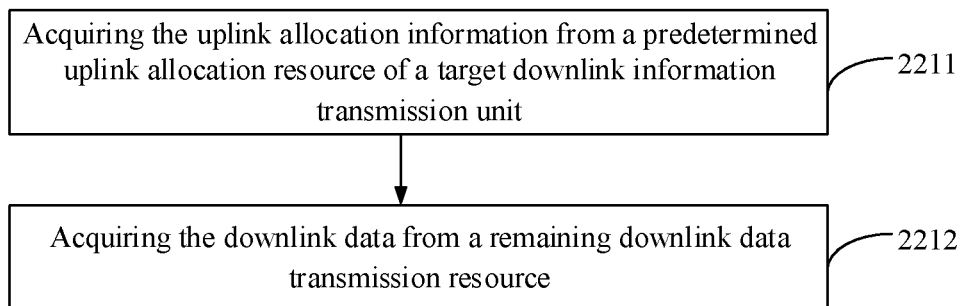 Acquiring the uplink allocation information from a predetermined
uplink allocation resource of a target downlink information
transmission unit
2211
Acquiring the downlink data from a remaining downlink data
transmission resource
2212